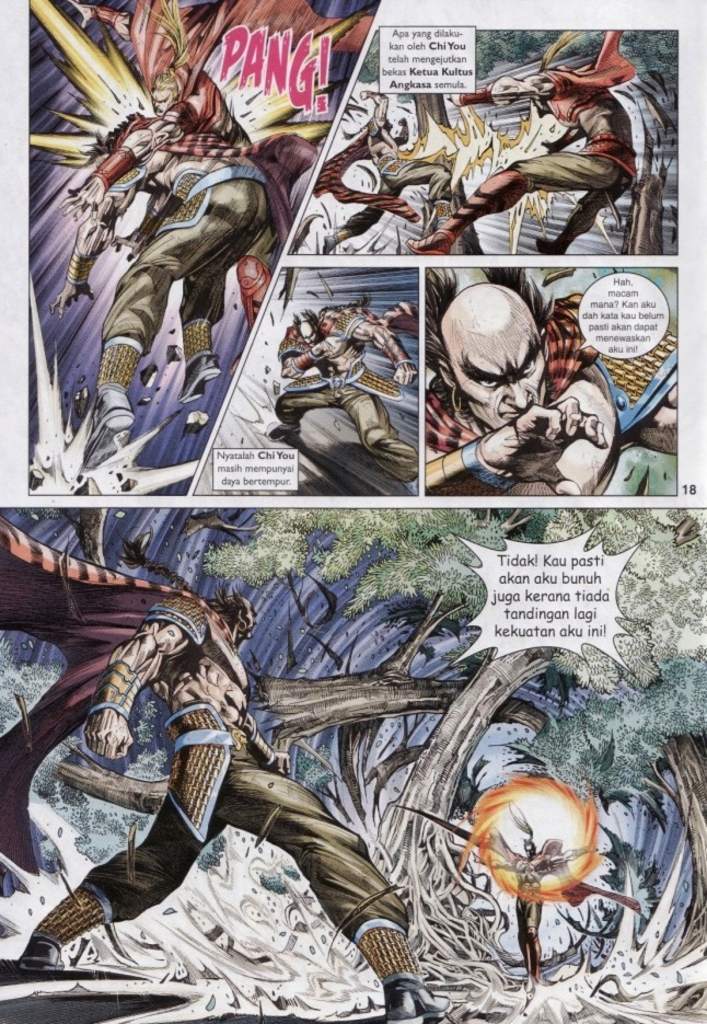 PANG!
Apa yang dilaku-
kan oleh Chi You
telah mengejutkan
bekas Ketua Kultus
Angkasa semula.
Nyatalah Chi You
masih mempunyai
daya bertempur.
Hah,
macam
mana? Kan aku
dah kata kau belum
pasti akan dapat
menewaskan
aku ini!
18
Tidak! Kau pasti
akan aku bunuh
juga kerana tiada
tandingan lagi
kekuatan aku ini!